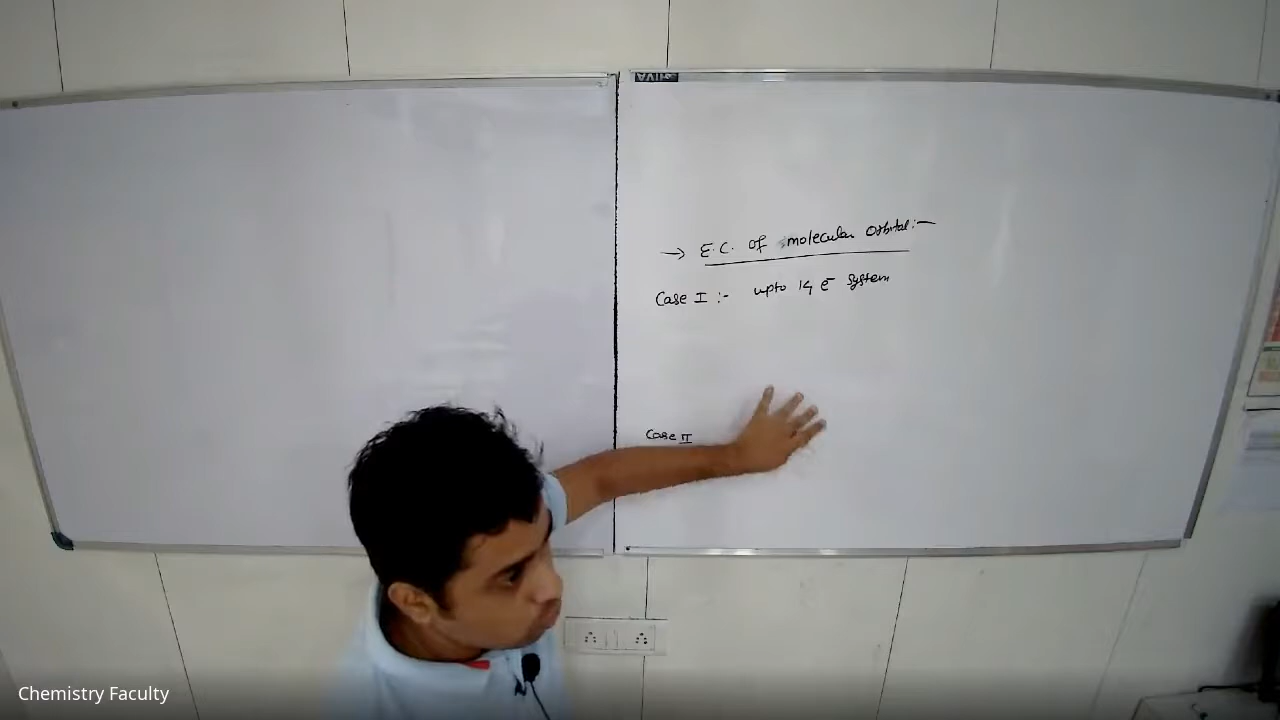 → E.C. of molecular orbital:-
Case I :- upto 14 e⁻ system
Case II
Chemistry Faculty